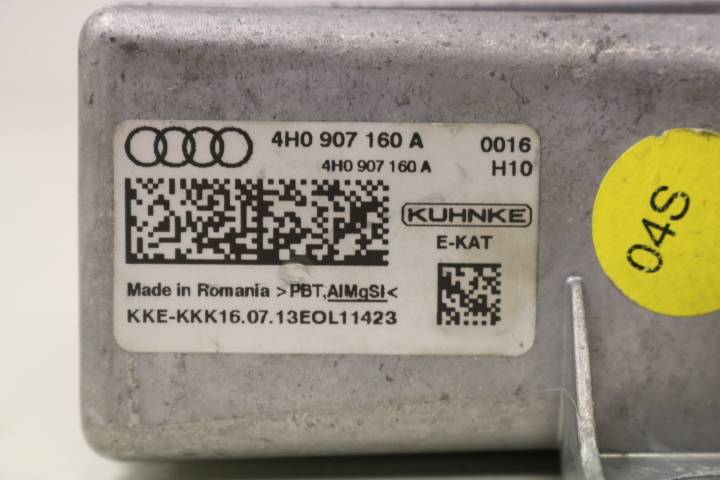 4H0 907 160 A 0016
4H0 907 160 A H10
KUHNKE
E-KAT
Made in Romania >PBT,AlMgSI<
KKE-KKK16.07.13EOL11423
04S